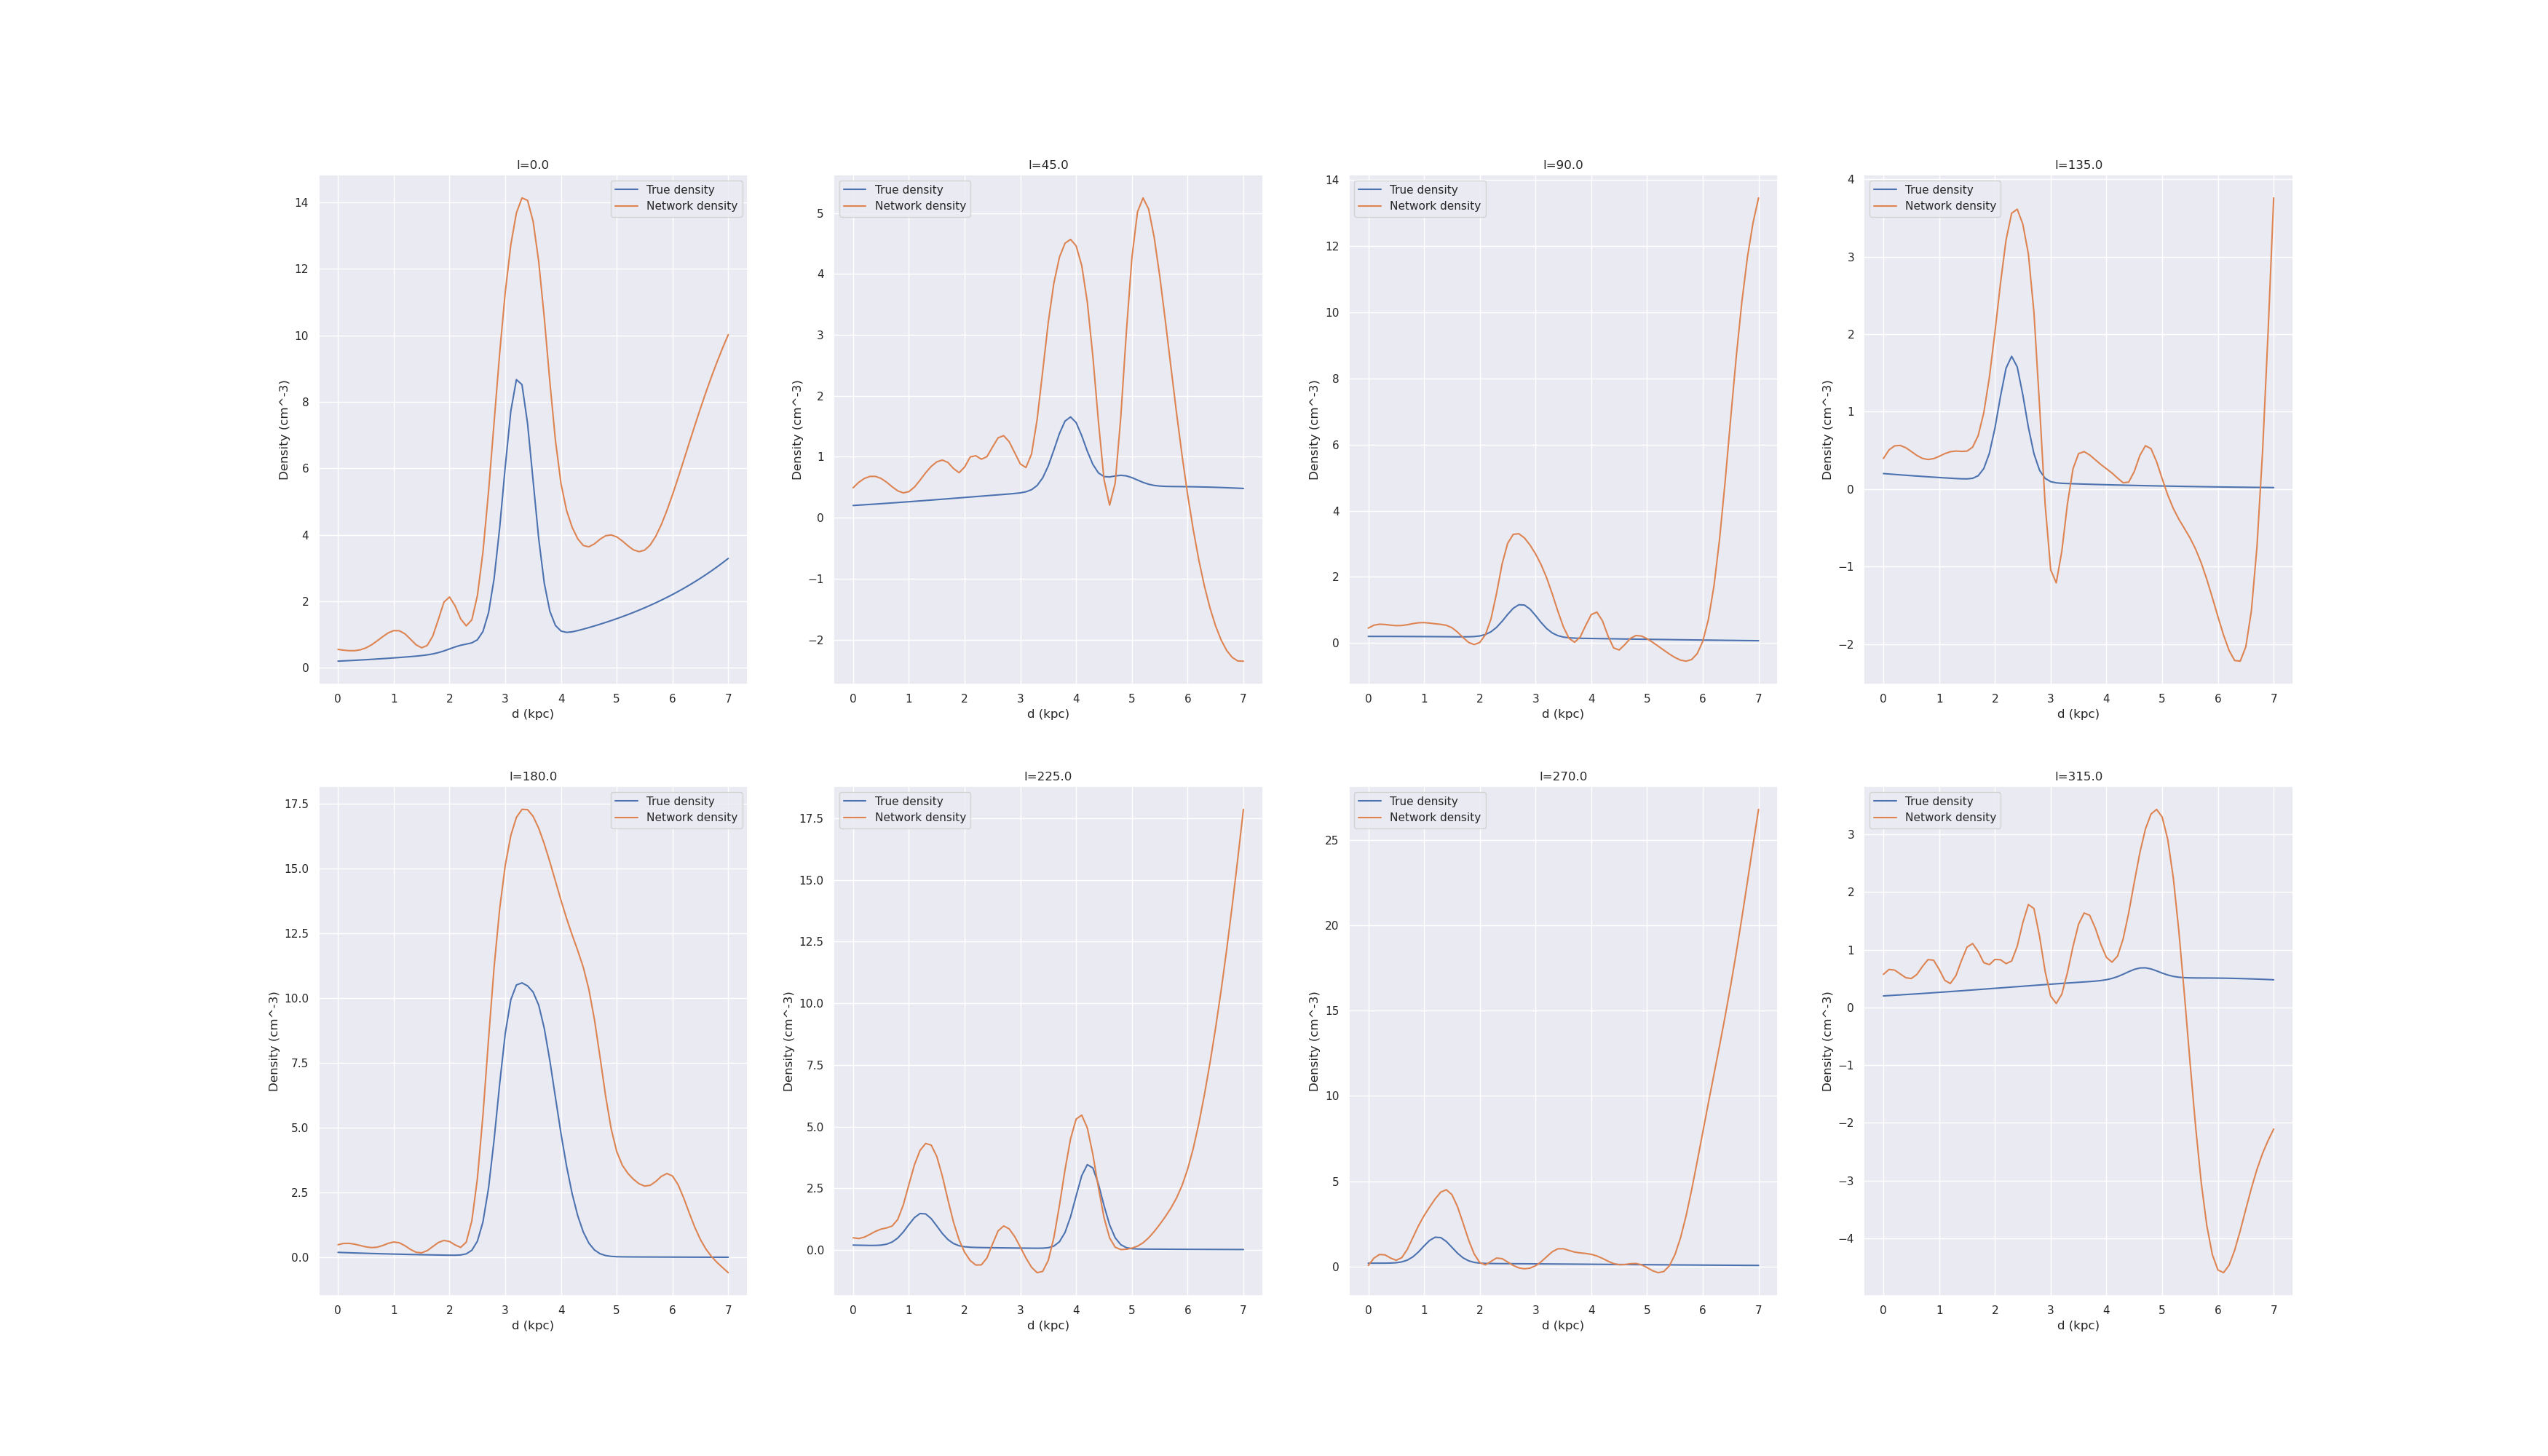 l=0.0
True density
Network density
14
12
10
8
6
4
2
0
Density (cm^-3)
0 1 2 3 4 5 6 7
d (kpc)
l=45.0
True density
Network density
5
4
3
2
1
0
−1
−2
Density (cm^-3)
0 1 2 3 4 5 6 7
d (kpc)
l=90.0
True density
Network density
14
12
10
8
6
4
2
0
Density (cm^-3)
0 1 2 3 4 5 6 7
d (kpc)
l=135.0
True density
Network density
4
3
2
1
0
−1
−2
Density (cm^-3)
0 1 2 3 4 5 6 7
d (kpc)
l=180.0
True density
Network density
17.5
15.0
12.5
10.0
7.5
5.0
2.5
0.0
Density (cm^-3)
0 1 2 3 4 5 6 7
d (kpc)
l=225.0
True density
Network density
17.5
15.0
12.5
10.0
7.5
5.0
2.5
0.0
Density (cm^-3)
0 1 2 3 4 5 6 7
d (kpc)
l=270.0
True density
Network density
25
20
15
10
5
0
Density (cm^-3)
0 1 2 3 4 5 6 7
d (kpc)
l=315.0
True density
Network density
3
2
1
0
−1
−2
−3
−4
Density (cm^-3)
0 1 2 3 4 5 6 7
d (kpc)